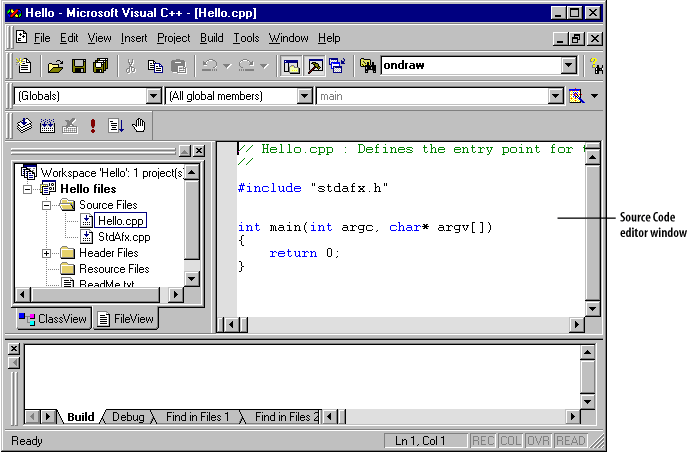 Hello - Microsoft Visual C++ - [Hello.cpp]
File Edit View Insert Project Build Tools Window Help
ondraw
(Globals) (All global members) main
Workspace 'Hello': 1 project(s
Hello files
Source Files
Hello.cpp
StdAfx.cpp
Header Files
Resource Files
ReadMe.txt
ClassView FileView
// Hello.cpp : Defines the entry point for t
//
#include "stdafx.h"
int main(int argc, char* argv[])
{
return 0;
}
Source Code
editor window
Build Debug Find in Files 1 Find in Files 2
Ready Ln 1, Col 1 REC COL OVR READ